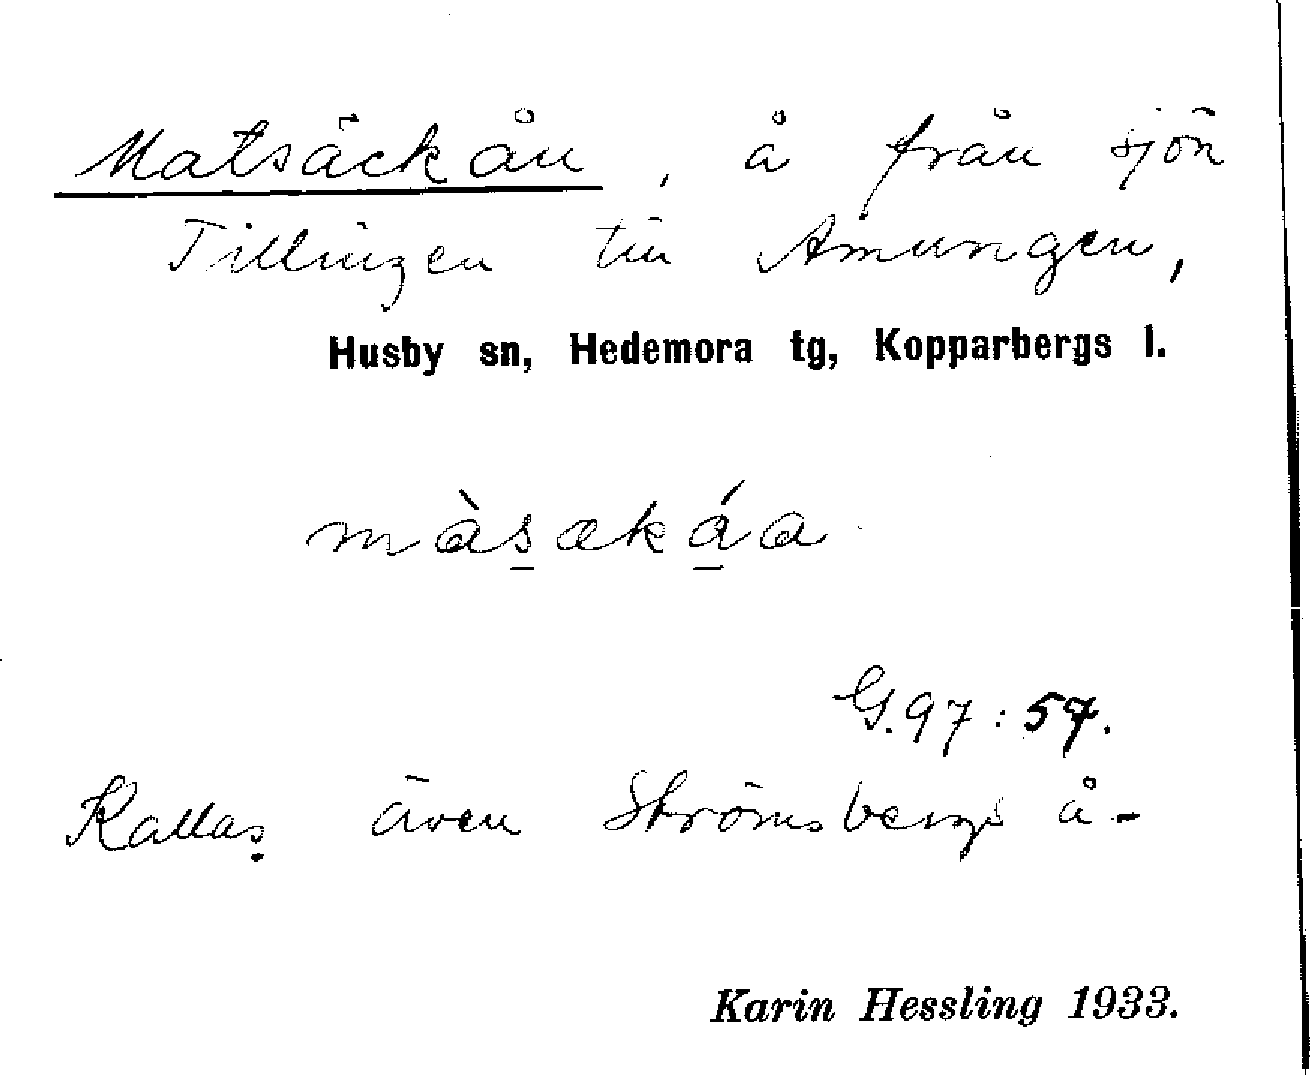 Matsäckån, å från sjön
Tillingen till Amungen,
Husby sn, Hedemora tg, Kopparbergs l.
màsækáa
G. 97:57.
Kallas även Strömsbergs å-
Karin Hessling 1933.